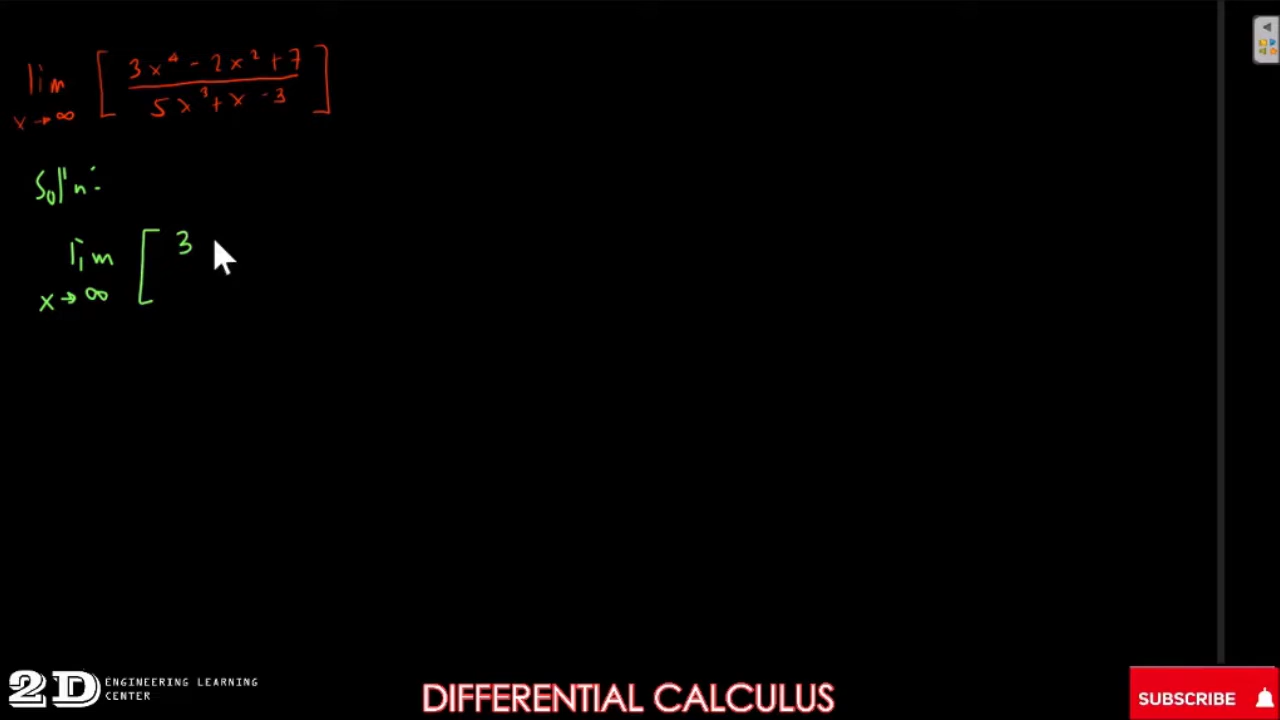 lim x→∞ [ (3x⁴ - 2x² + 7) / (5x³ + x - 3) ]
Sol'n:
lim x→∞ [ 3
2D ENGINEERING LEARNING CENTER
DIFFERENTIAL CALCULUS
SUBSCRIBE